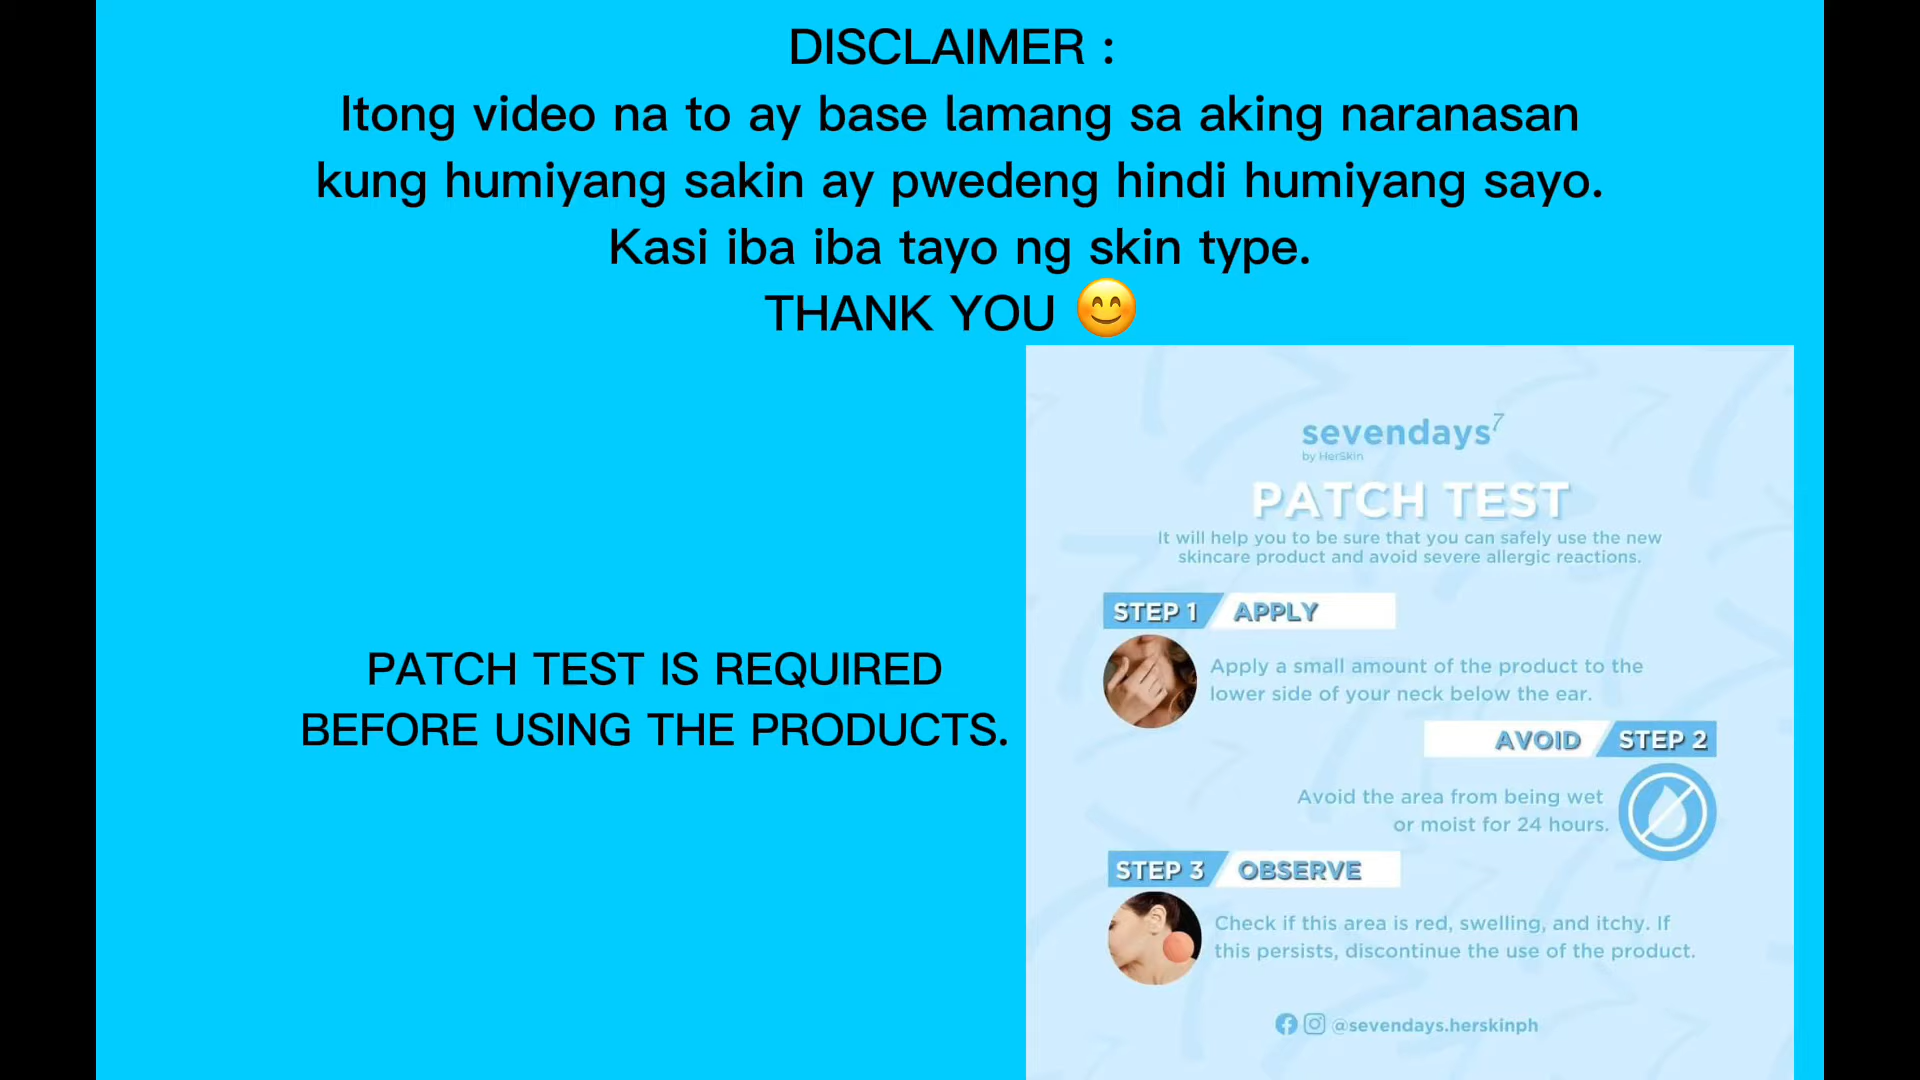 DISCLAIMER :
Itong video na to ay base lamang sa aking naranasan
kung humiyang sakin ay pwedeng hindi humiyang sayo.
Kasi iba iba tayo ng skin type.
THANK YOU 😊
PATCH TEST IS REQUIRED
BEFORE USING THE PRODUCTS.
sevendays7
by HerSkin
PATCH TEST
It will help you to be sure that you can safely use the new
skincare product and avoid severe allergic reactions.
STEP 1 APPLY
Apply a small amount of the product to the
lower side of your neck below the ear.
AVOID STEP 2
Avoid the area from being wet
or moist for 24 hours.
STEP 3 OBSERVE
Check if this area is red, swelling, and itchy. If
this persists, discontinue the use of the product.
@sevendays.herskinph